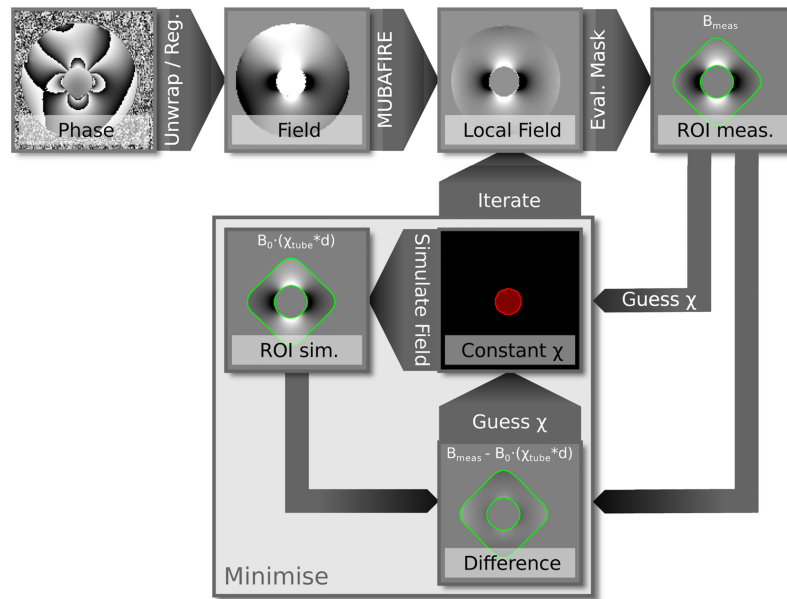 Phase
Unwrap / Reg.
Field
MUBAFIRE
Local Field
Eval. Mask
Bmeas
ROI meas.
Iterate
B₀·(χtube*d)
ROI sim.
Simulate Field
Constant χ
Guess χ
Guess χ
Bmeas - B₀·(χtube*d)
Difference
Minimise